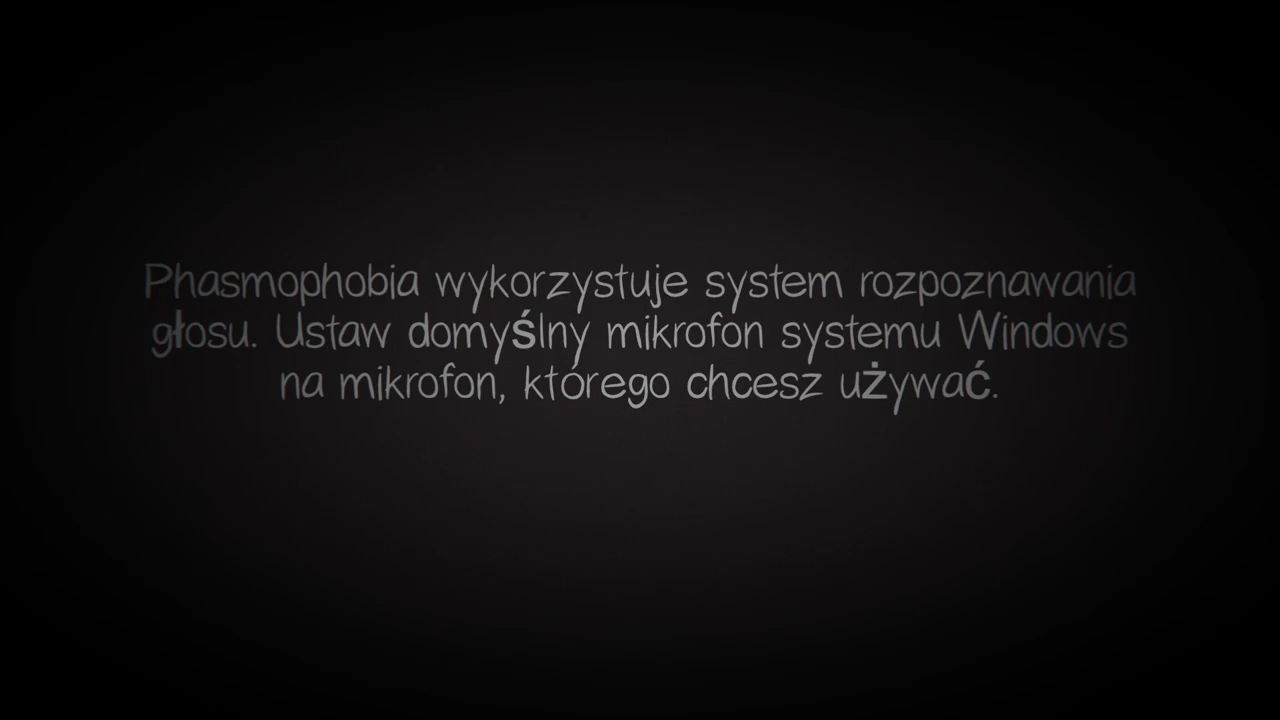 Phasmophobia wykorzystuje system rozpoznawania
głosu. Ustaw domyślny mikrofon systemu Windows
na mikrofon, którego chcesz używać.